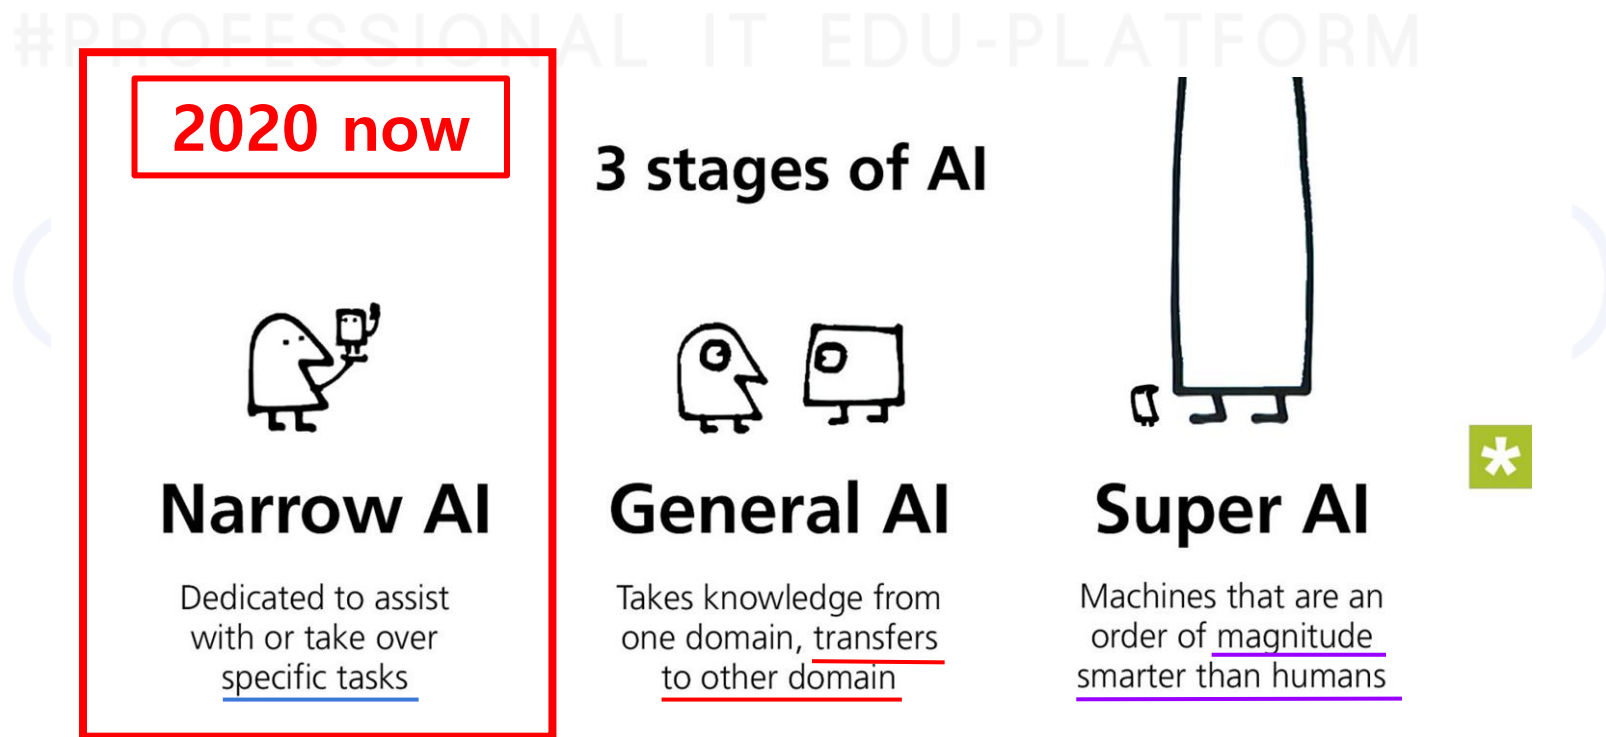 #PROFESSIONAL IT EDU-PLATFORM
2020 now
3 stages of AI
Narrow AI
Dedicated to assist
with or take over
specific tasks
General AI
Takes knowledge from
one domain, transfers
to other domain
Super AI
Machines that are an
order of magnitude
smarter than humans
*